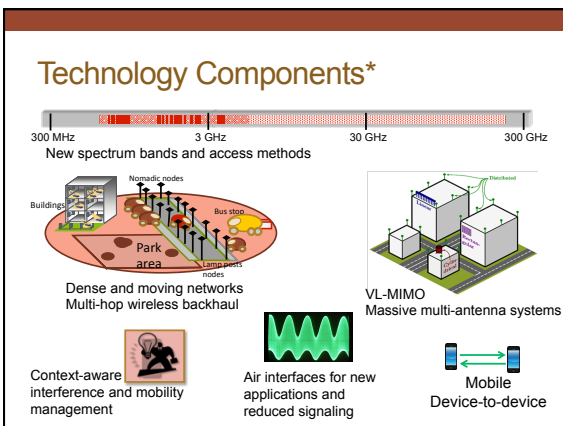 Technology Components*
300 MHz 3 GHz 30 GHz 300 GHz
New spectrum bands and access methods
Nomadic nodes
Buildings
Bus stop
Park
area
Lamp posts
nodes
Dense and moving networks
Multi-hop wireless backhaul
Distributed
Linear
VL-MIMO
Massive multi-antenna systems
Context-aware
interference and mobility
management
Air interfaces for new
applications and
reduced signaling
Mobile
Device-to-device